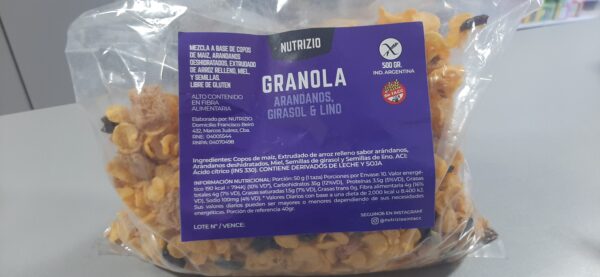 NUTRIZIO
MEZCLA A BASE DE COPOS
DE MAIZ, ARANDANOS
DESHIDRATADOS, EXTRUDADO
DE ARROZ RELLENO, MIEL,
Y SEMILLAS.
LIBRE DE GLUTEN
ALTO CONTENIDO
EN FIBRA
ALIMENTARIA
Elaborado por: NUTRIZIO
Domicilio: Francisco Beiró
432, Marcos Juárez, Cba.
RNE: 04005544
RNPA: 04070498
GRANOLA
ARANDANOS,
GIRASOL & LINO
500 GR.
IND. ARGENTINA
SIN TACC
Ingredientes: Copos de maiz, Extrudado de arroz relleno sabor arándanos,
Arándanos deshidratados, Miel, Semillas de girasol y Semillas de lino. ACI:
Ácido cítrico (INS 330). CONTIENE DERIVADOS DE LECHE Y SOJA
INFORMACIÓN NUTRICIONAL: Porción: 50 g (1 taza) Porciones por Envase: 10. Valor energé-
tico: 190 kcal = 794kj (10% VD*), Carbohidratos 35g (12%VD), Proteínas 3.5g (5%VD), Grasas
totales 4g (7% VD), Grasas saturadas 1.5g (7% VD), Grasas trans 0g, Fibra alimentaria 4g (16%
VD), Sodio 100mg (4% VD). * Valores Diarios con base a una dieta de 2,000 kcal u 8.400 kJ.
Sus valores diarios pueden ser mayores o menores dependiendo de sus necesidades
energéticas. Porción de referencia 40gr.
SEGUINOS EN INSTAGRAM
LOTE N° / VENCE: